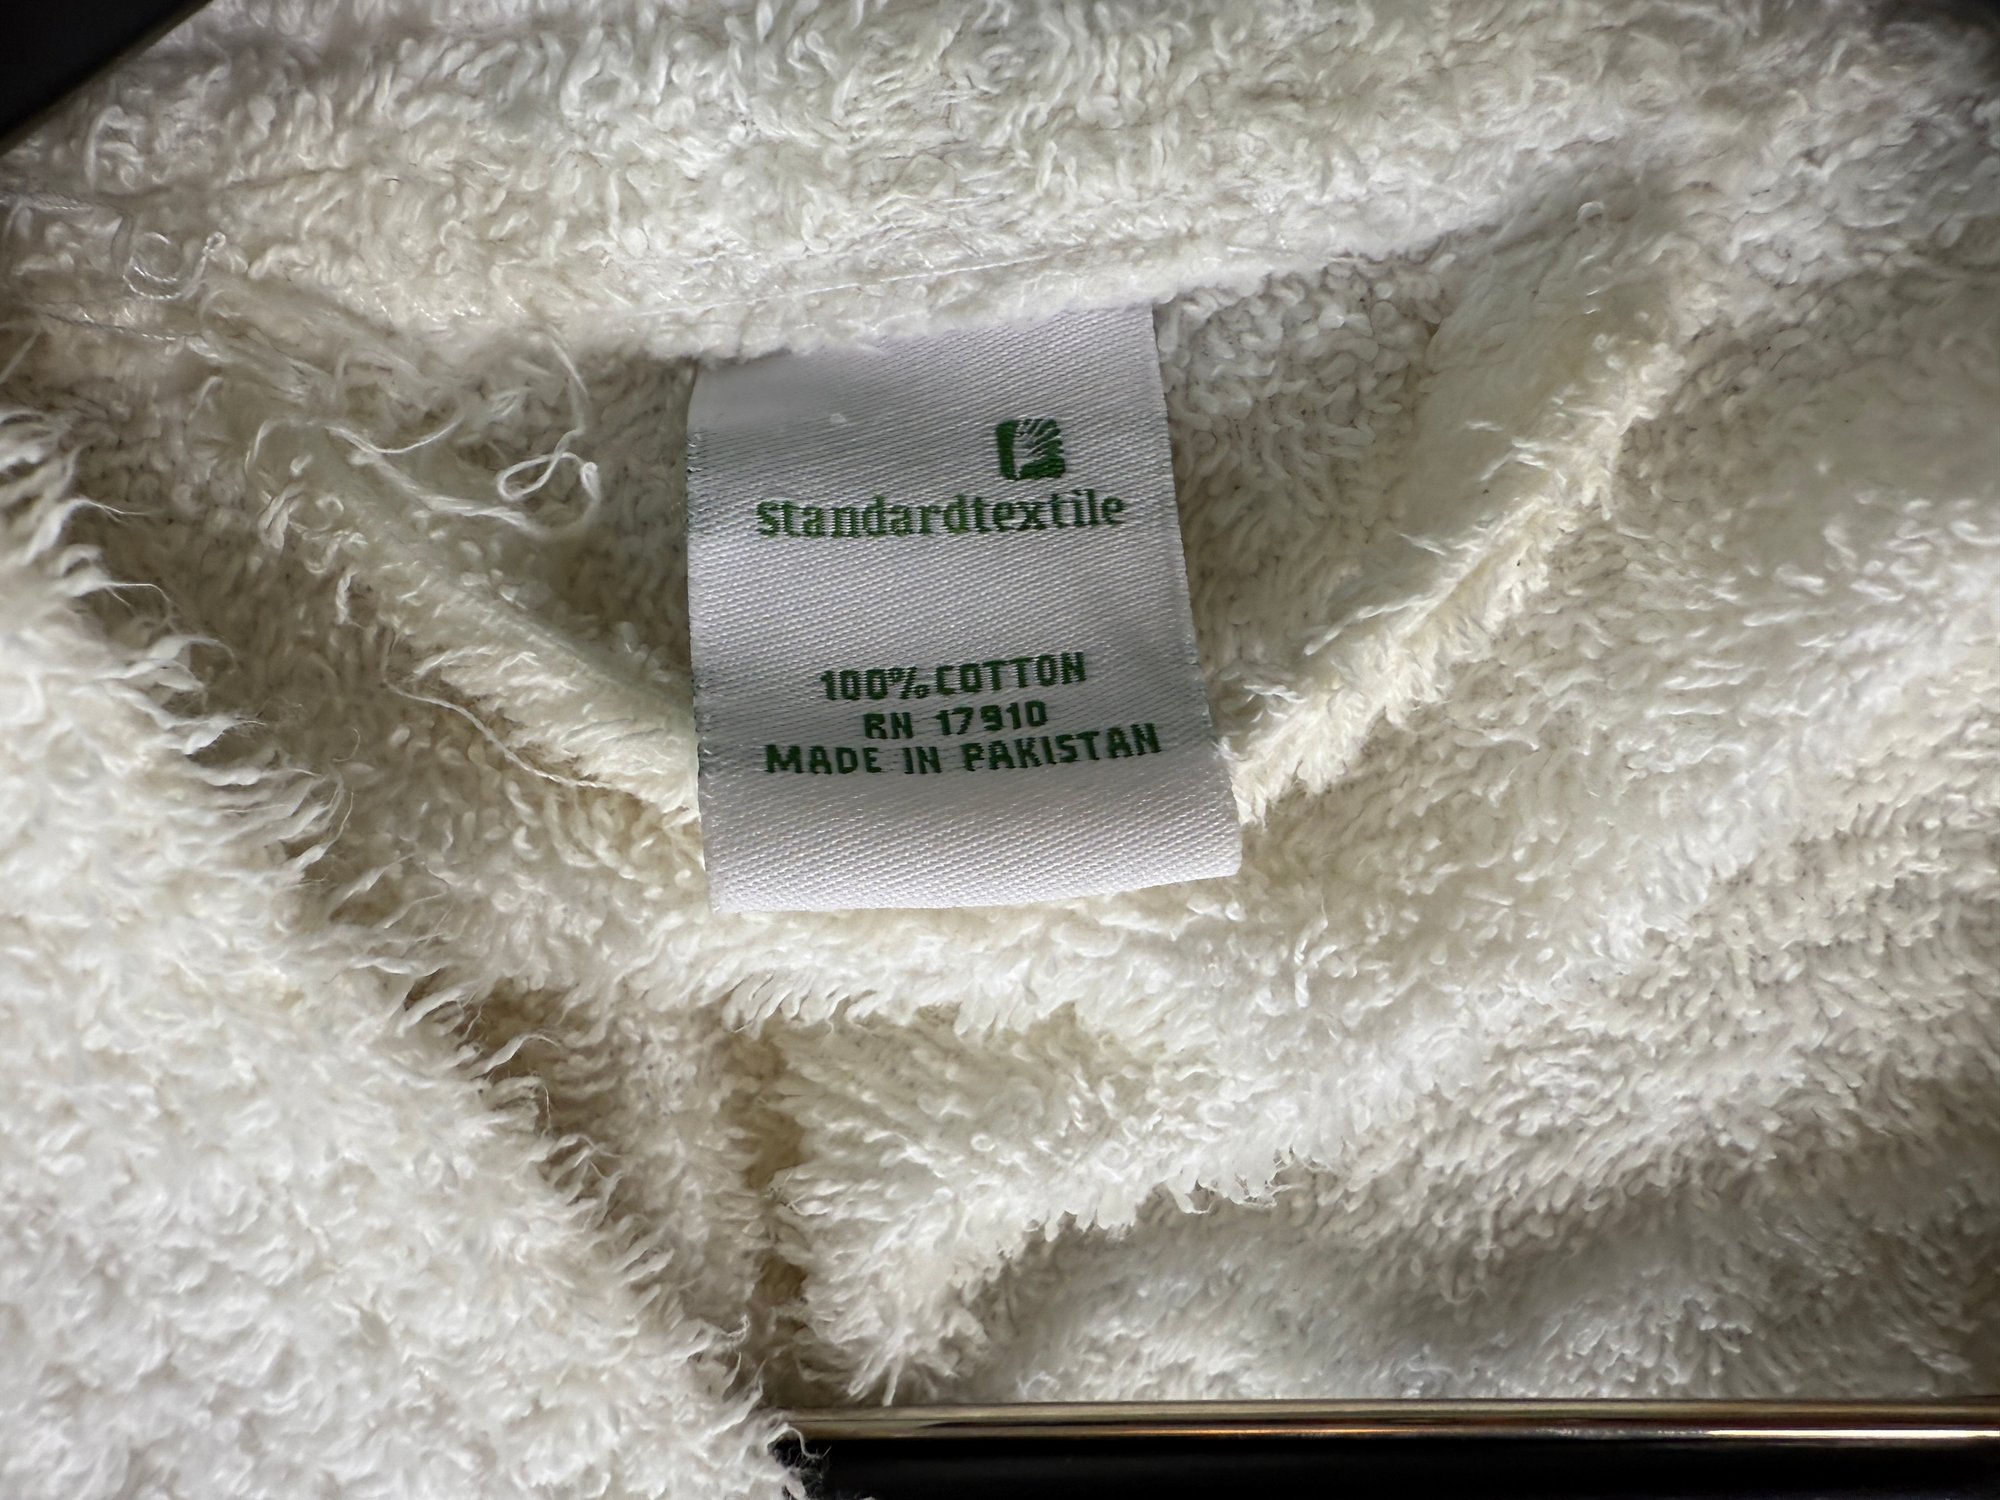 standardtextile
100% COTTON
RN 17910
MADE IN PAKISTAN